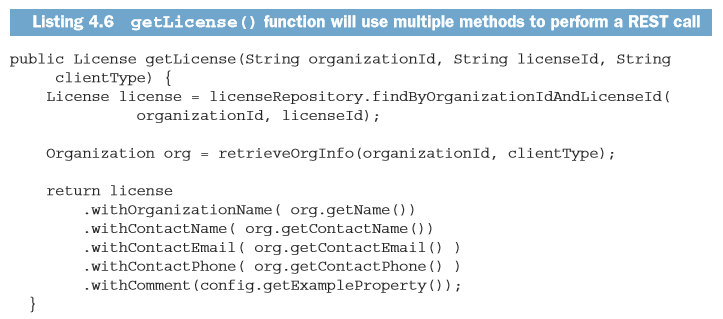 Listing 4.6 getLicense() function will use multiple methods to perform a REST call
public License getLicense(String organizationId, String licenseId, String
clientType) {
License license = licenseRepository.findByOrganizationIdAndLicenseId(
organizationId, licenseId);
Organization org = retrieveOrgInfo(organizationId, clientType);
return license
.withOrganizationName( org.getName())
.withContactName( org.getContactName())
.withContactEmail( org.getContactEmail() )
.withContactPhone( org.getContactPhone() )
.withComment(config.getExampleProperty());
}